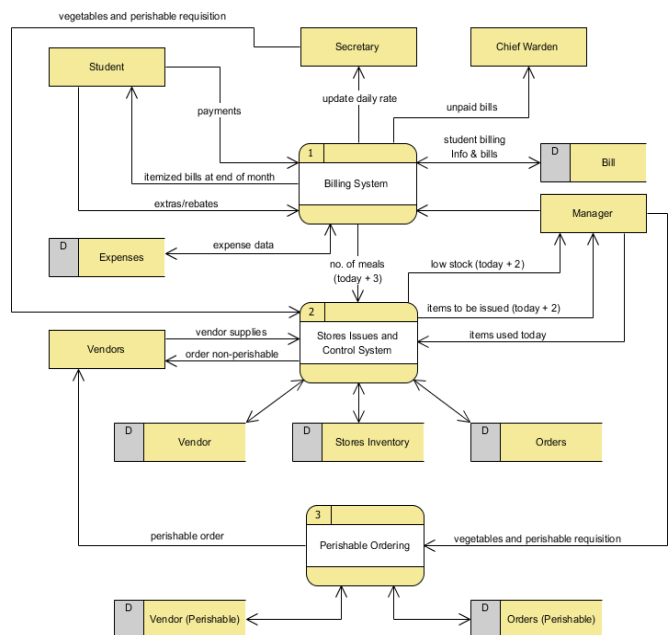 vegetables and perishable requisition
Secretary
Chief Warden
Student
update daily rate
unpaid bills
payments
1
Billing System
student billing
Info & bills
D
Bill
itemized bills at end of month
extras/rebates
Manager
D
Expenses
expense data
no. of meals
(today + 3)
low stock (today + 2)
2
Stores Issues and
Control System
items to be issued (today + 2)
vendor supplies
Vendors
order non-perishable
items used today
D
Vendor
D
Stores Inventory
D
Orders
3
Perishable Ordering
perishable order
vegetables and perishable requisition
D
Vendor (Perishable)
D
Orders (Perishable)